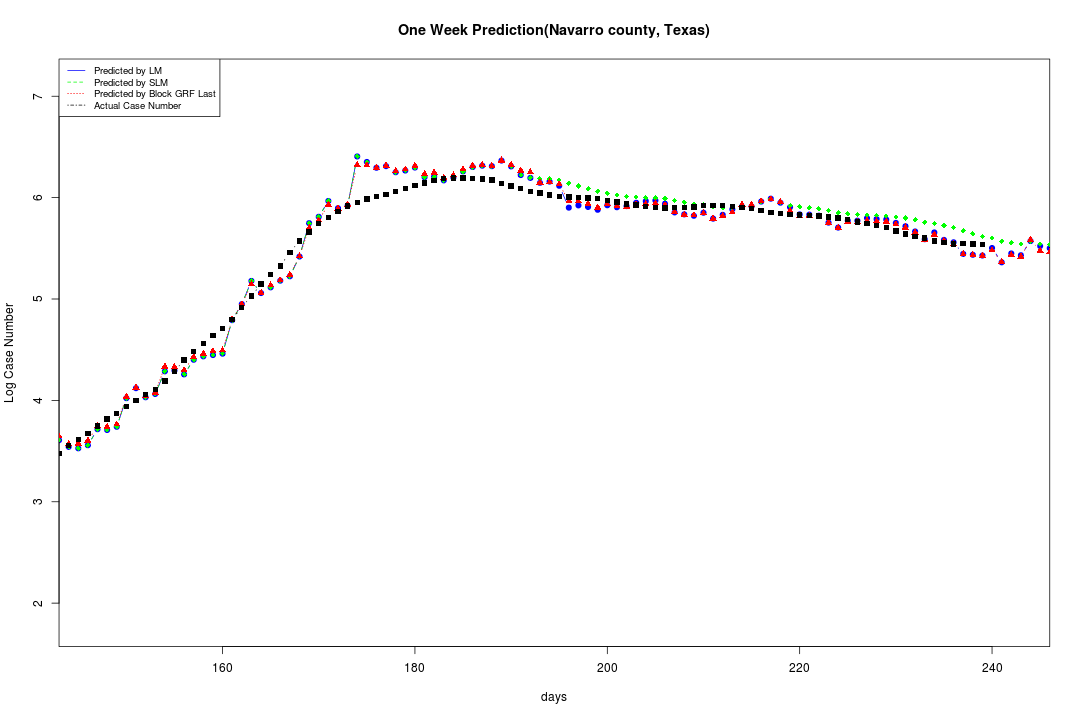 One Week Prediction(Navarro county, Texas)
Predicted by LM
Predicted by SLM
Predicted by Block GRF Last
Actual Case Number
7
6
5
4
3
2
Log Case Number
160
180
200
220
240
days